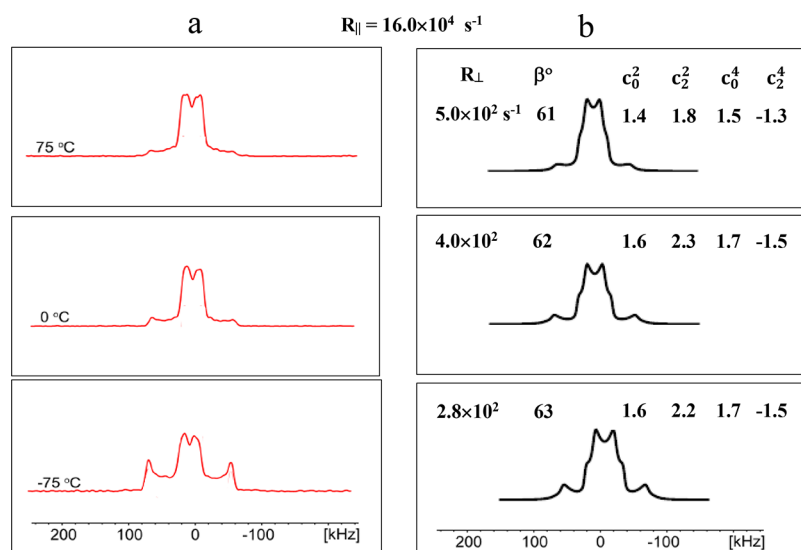 a
R|| = 16.0×10⁴ s⁻¹
b
75 °C
0 °C
-75 °C
200 100 0 -100 [kHz]
R⊥ β° c₀² c₂² c₀⁴ c₂⁴
5.0×10² s⁻¹ 61 1.4 1.8 1.5 -1.3
4.0×10² 62 1.6 2.3 1.7 -1.5
2.8×10² 63 1.6 2.2 1.7 -1.5
200 100 0 -100 [kHz]